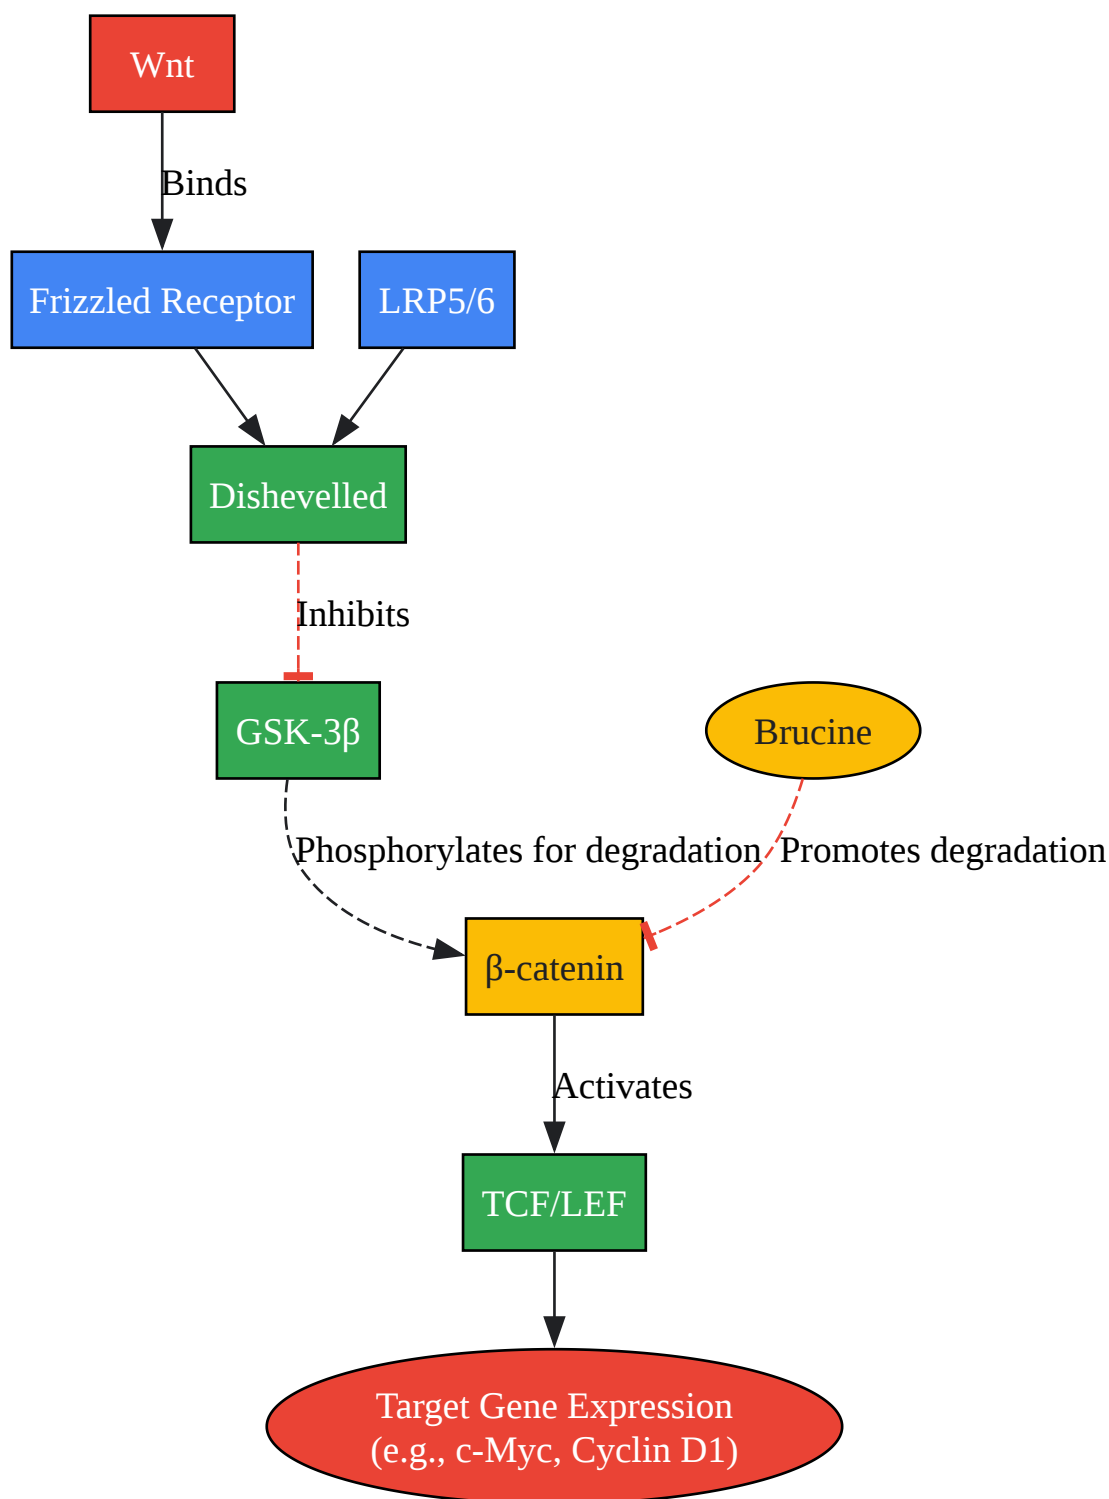 Wnt
Binds
Frizzled Receptor
LRP5/6
Dishevelled
Inhibits
GSK-3β
Brucine
Phosphorylates for degradation
Promotes degradation
β-catenin
Activates
TCF/LEF
Target Gene Expression
(e.g., c-Myc, Cyclin D1)